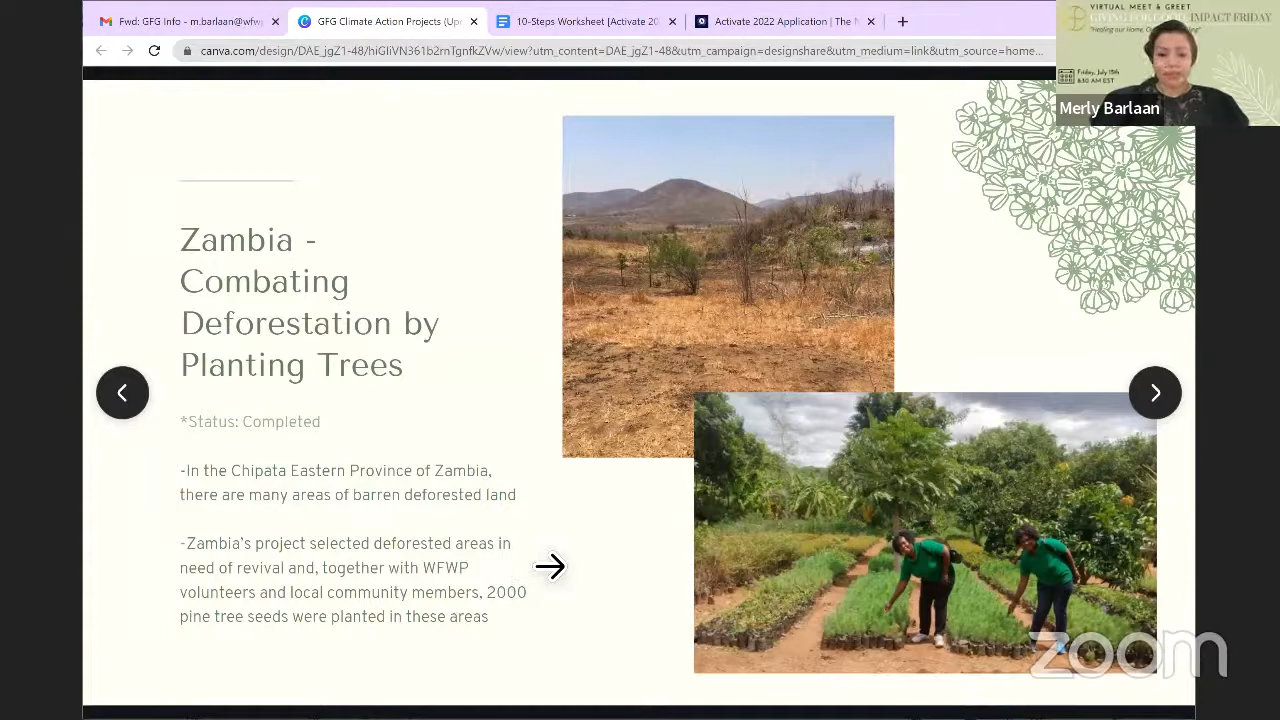 Fwd: GFG Info - m.barlaan@wfw
GFG Climate Action Projects (Up
10-Steps Worksheet [Activate 20
Activate 2022 Application | The N
canva.com/design/DAE_jgZ1-48/hiGIiVN361b2rn1gnfkZVw/view?utm_content=DAE_jgZ1-48&utm_campaign=designshare&utm_medium=link&utm_source=home...
VIRTUAL MEET & GREET
GIVING FOR GOOD IMPACT FRIDAY
"Healing our Home, Our
Friday, July 15th
8:30 AM EST
Merly Barlaan
Zambia -
Combating
Deforestation by
Planting Trees
*Status: Completed
-In the Chipata Eastern Province of Zambia,
there are many areas of barren deforested land
-Zambia's project selected deforested areas in
need of revival and, together with WFWP
volunteers and local community members, 2000
pine tree seeds were planted in these areas
zoom